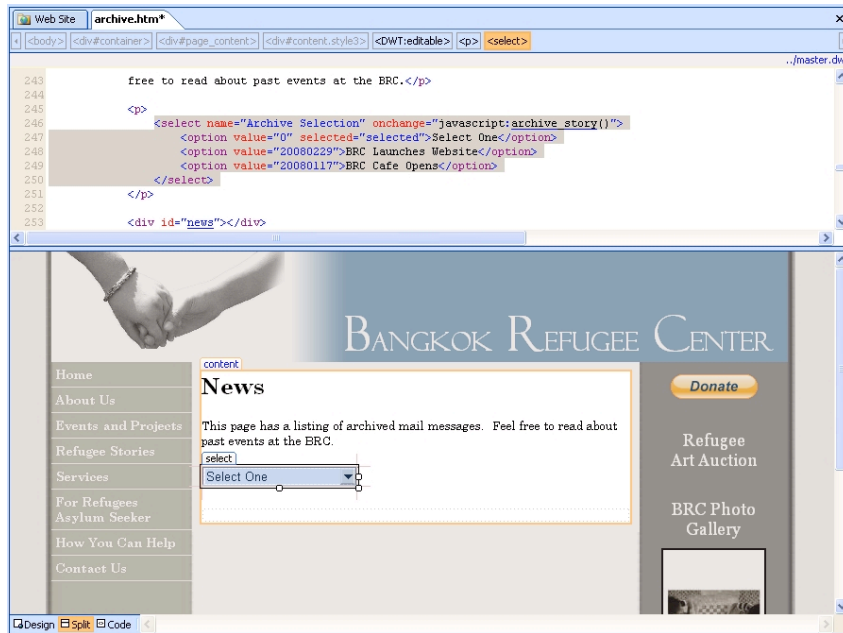 Web Site archive.htm* ×
<body> <div#container> <div#page_content> <div#content.style3> <DWT:editable> <p> <select>
../master.dw
243 free to read about past events at the BRC.</p>
244
245 <p>
246 <select name="Archive Selection" onchange="javascript:archive_story()">
247 <option value="0" selected="selected">Select One</option>
248 <option value="20080229">BRC Launches Website</option>
249 <option value="20080117">BRC Cafe Opens</option>
250 </select>
251 </p>
252
253 <div id="news"></div>
BANGKOK REFUGEE CENTER
Home
About Us
Events and Projects
Refugee Stories
Services
For Refugees
Asylum Seeker
How You Can Help
Contact Us
content
News
This page has a listing of archived mail messages. Feel free to read about
past events at the BRC.
select
Select One
Donate
Refugee
Art Auction
BRC Photo
Gallery
Design Split Code